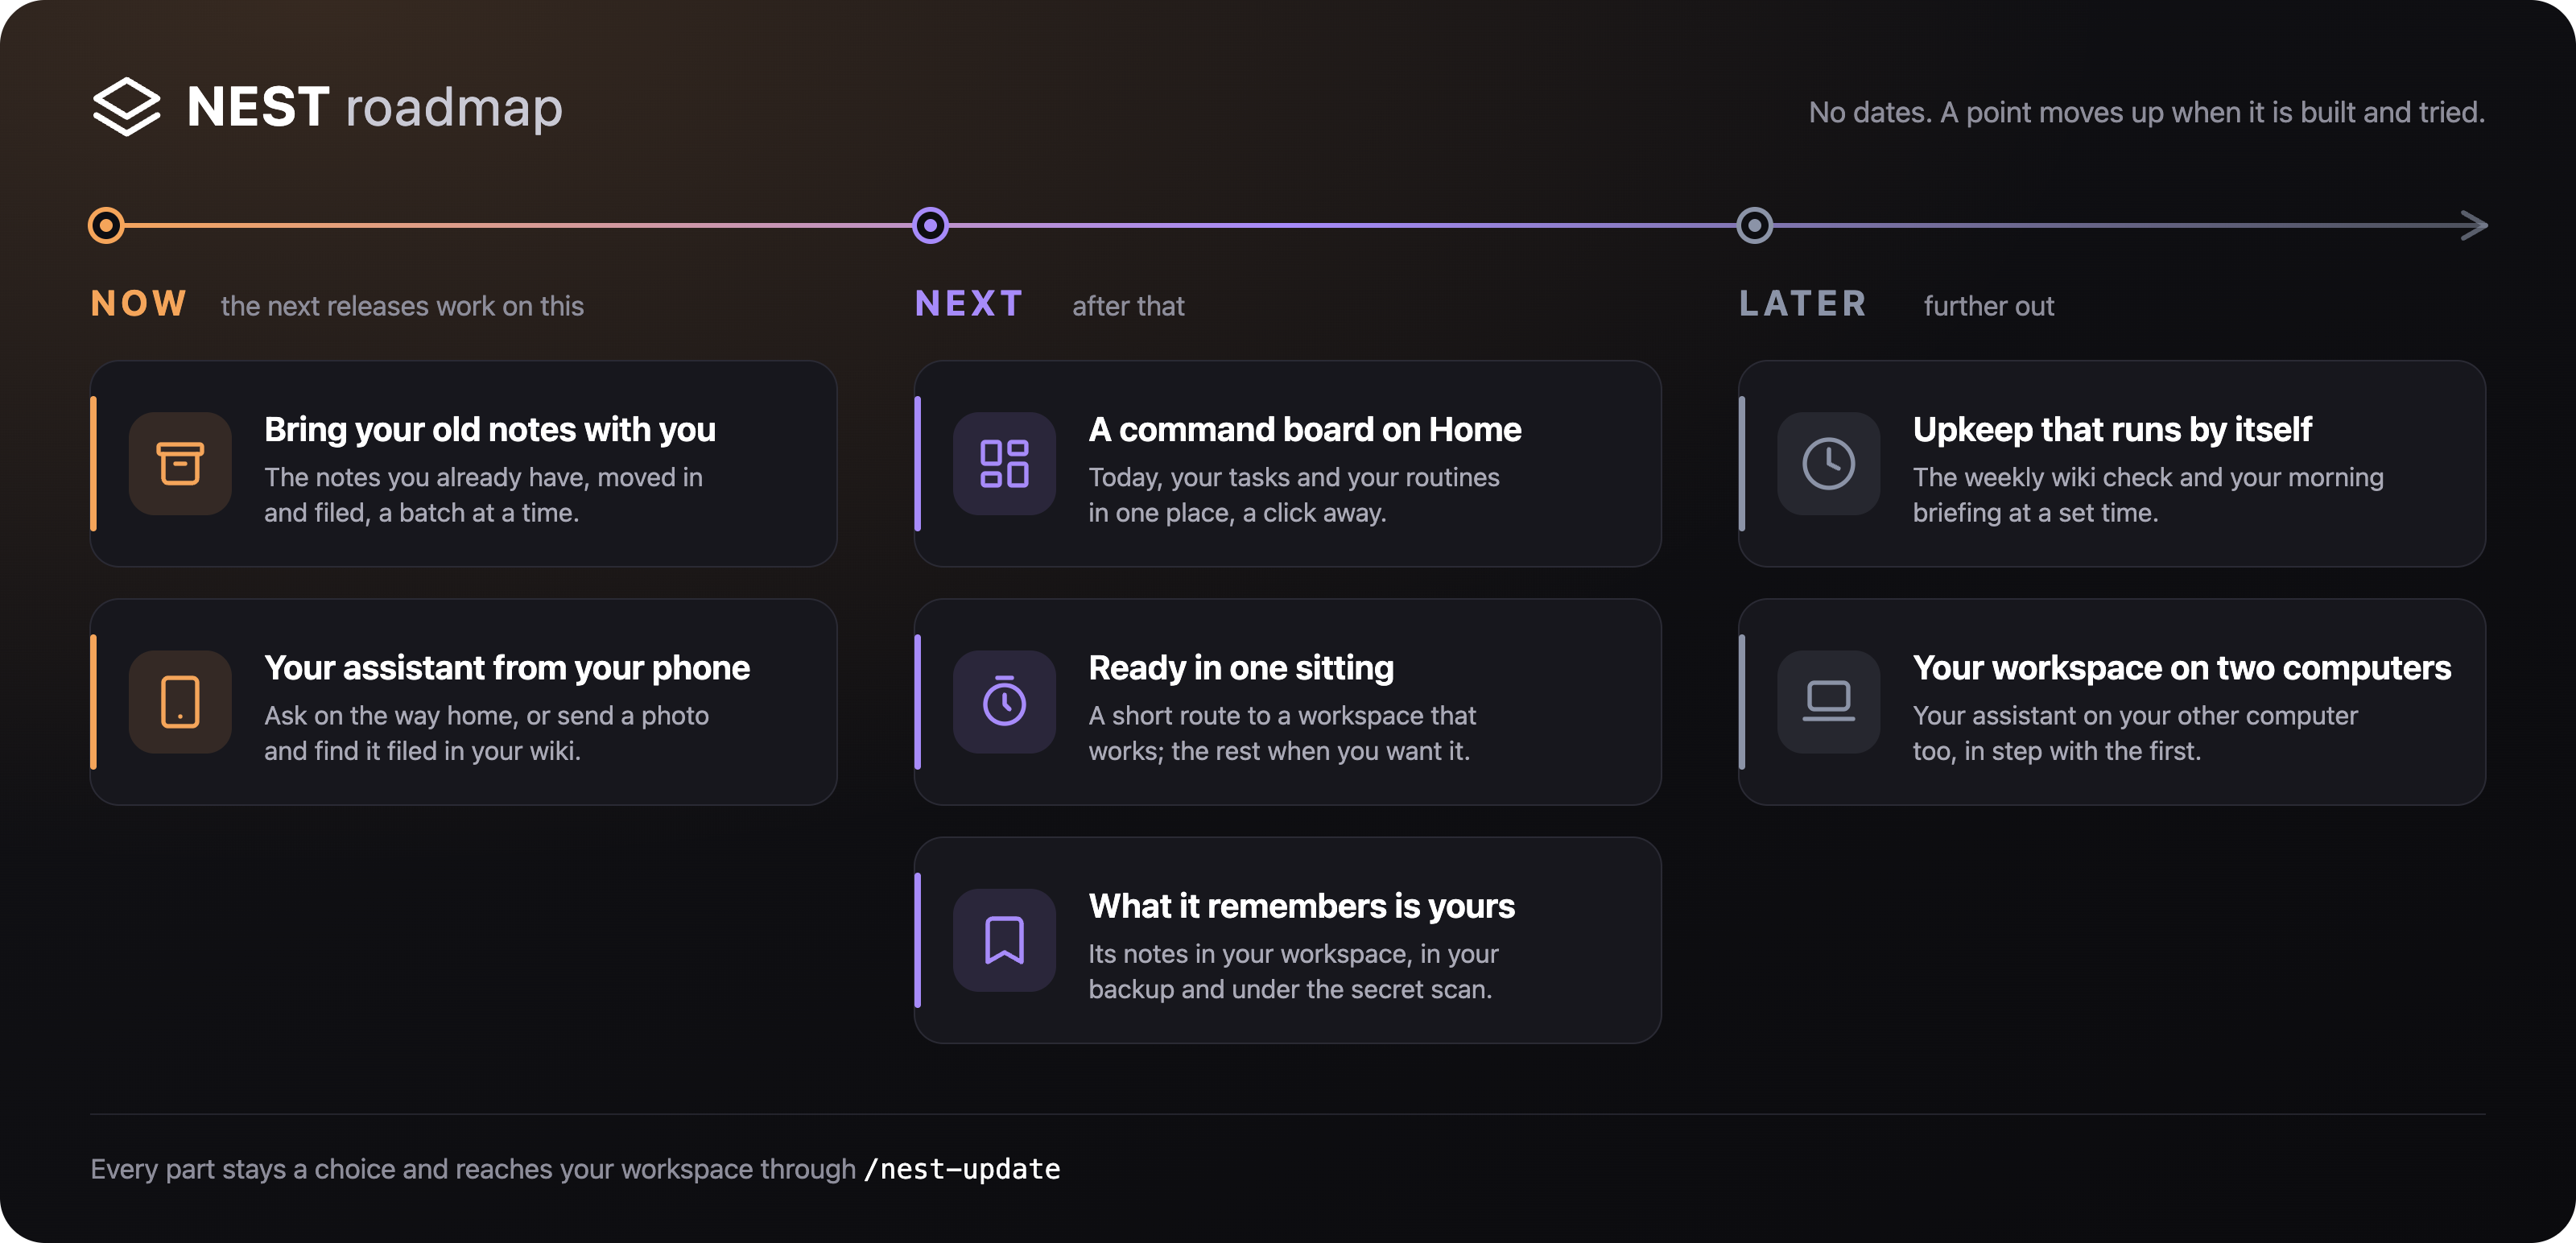 NEST roadmap
No dates. A point moves up when it is built and tried.
NOW the next releases work on this
Bring your old notes with you
The notes you already have, moved in
and filed, a batch at a time.
Your assistant from your phone
Ask on the way home, or send a photo
and find it filed in your wiki.
NEXT after that
A command board on Home
Today, your tasks and your routines
in one place, a click away.
Ready in one sitting
A short route to a workspace that
works; the rest when you want it.
What it remembers is yours
Its notes in your workspace, in your
backup and under the secret scan.
LATER further out
Upkeep that runs by itself
The weekly wiki check and your morning
briefing at a set time.
Your workspace on two computers
Your assistant on your other computer
too, in step with the first.
Every part stays a choice and reaches your workspace through /nest-update